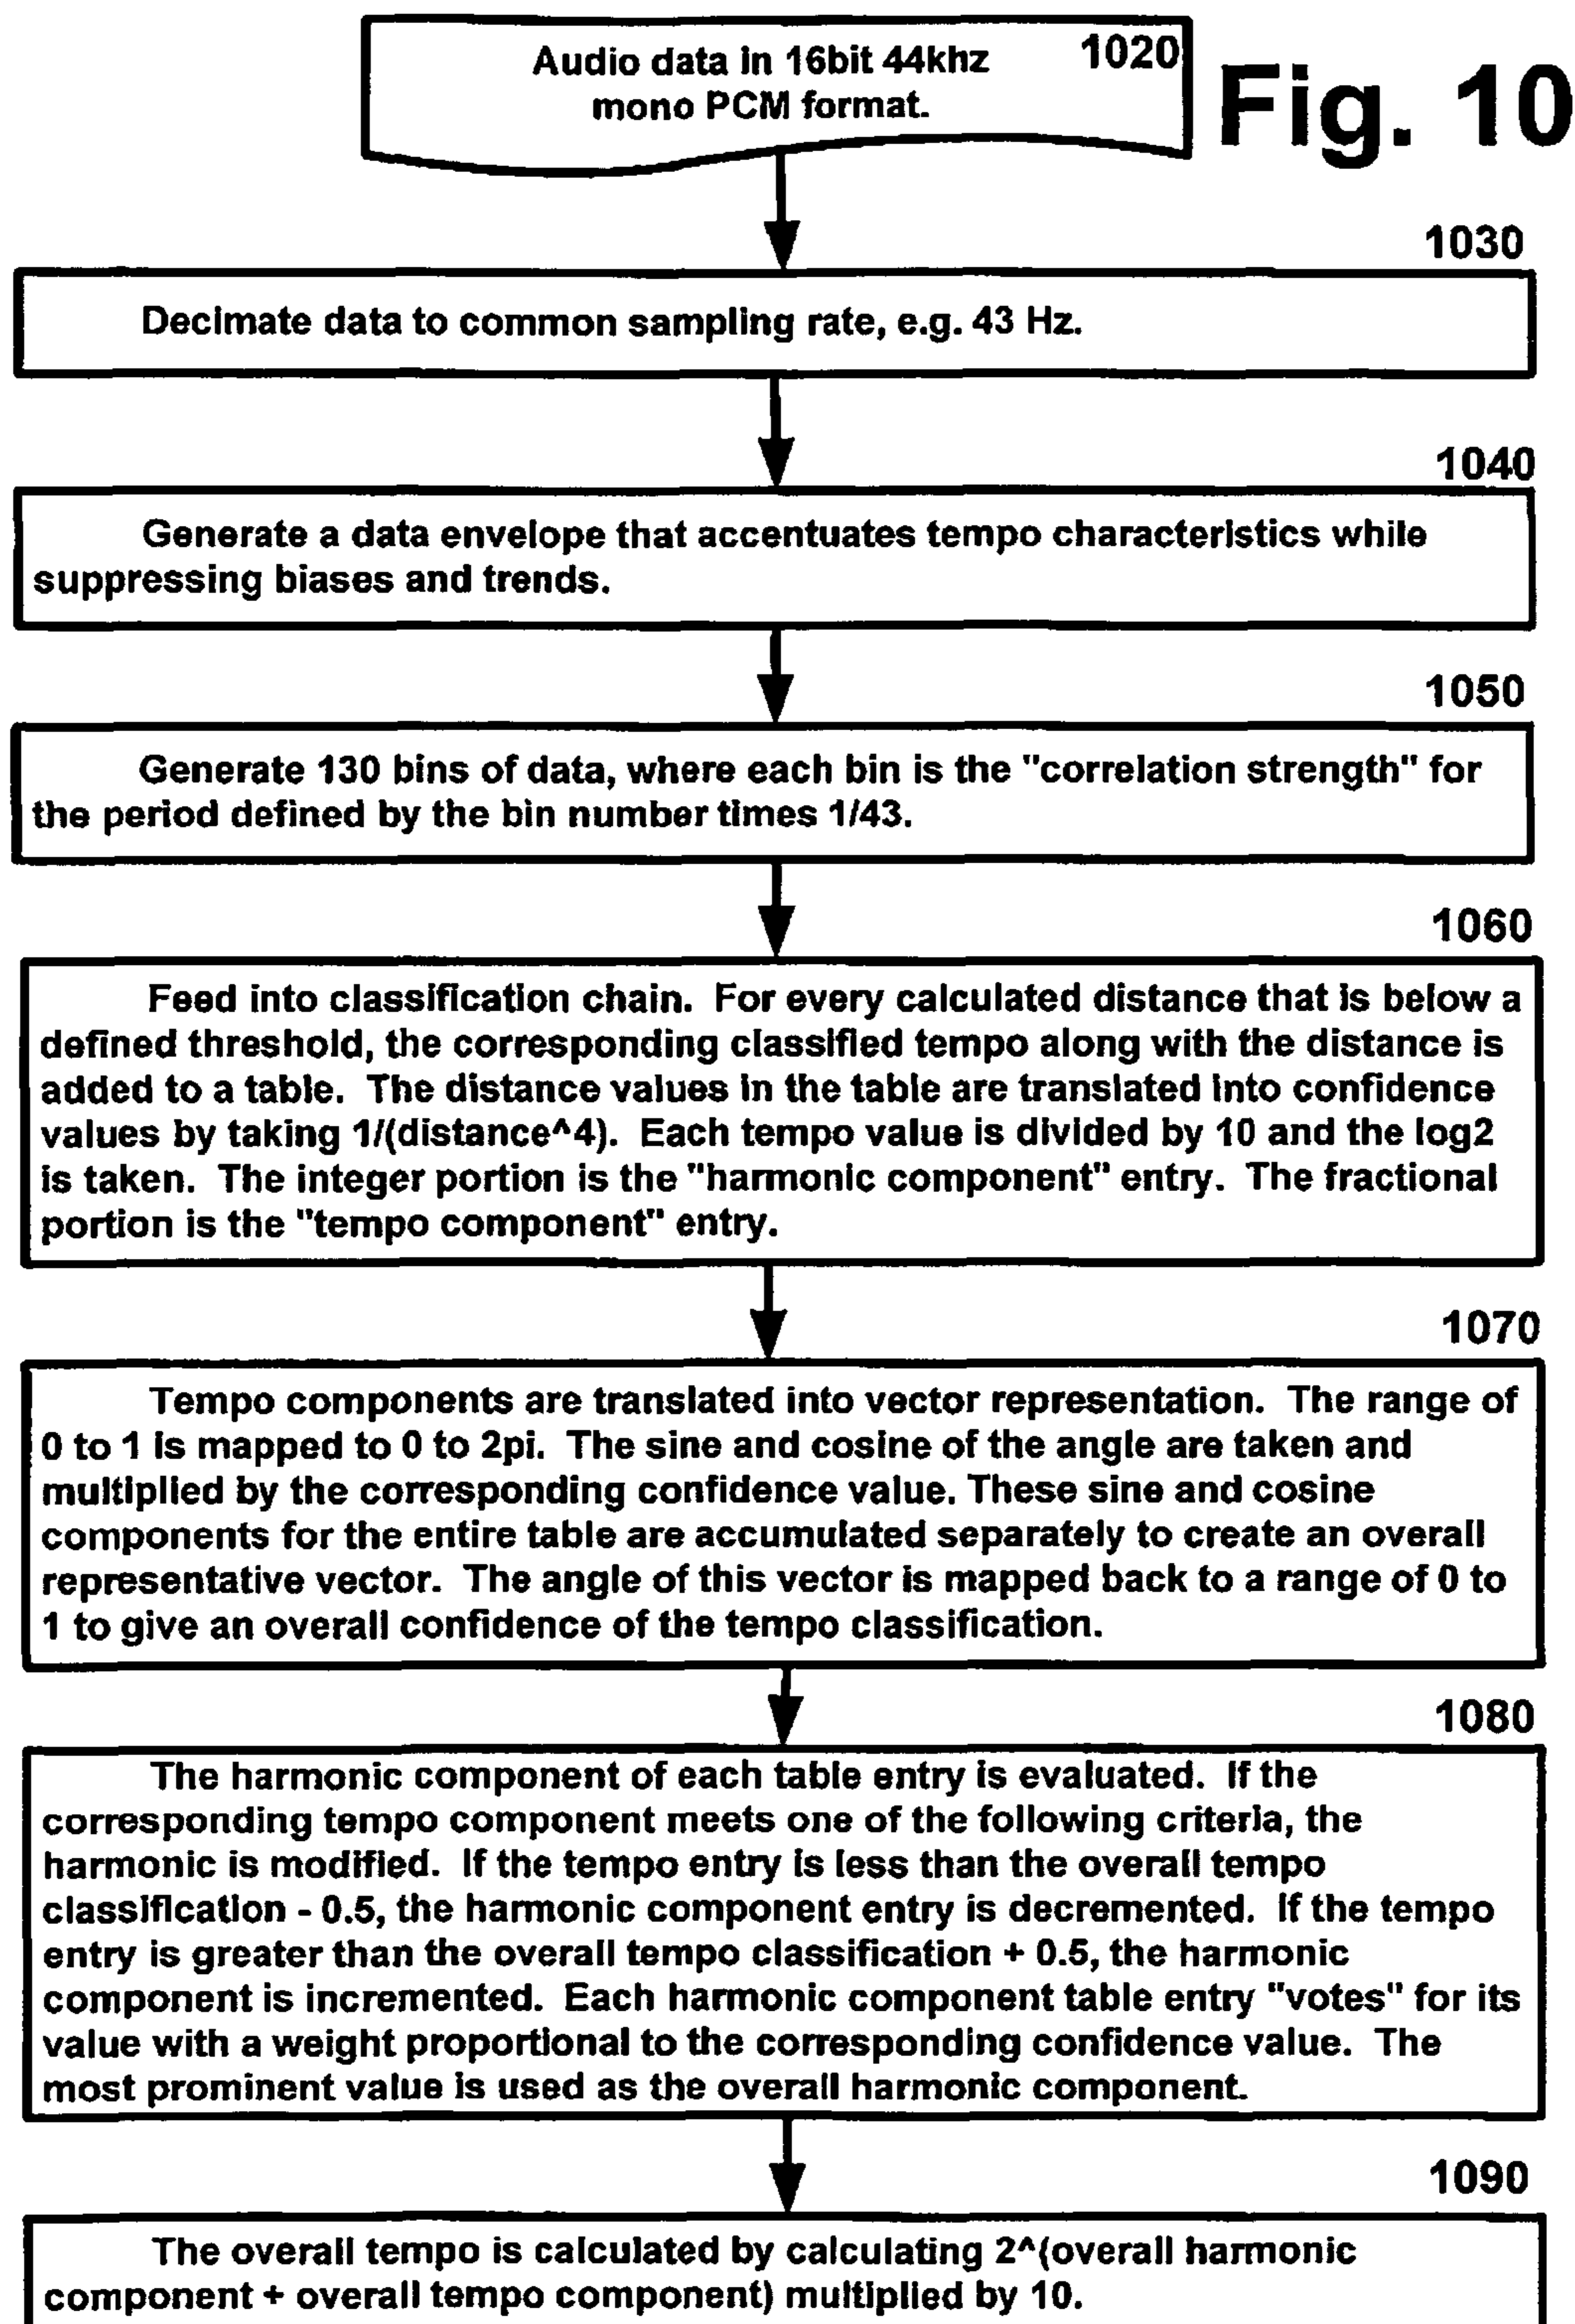 Audio data in 16bit 44khz
mono PCM format.
1020
Fig. 10
1030
Decimate data to common sampling rate, e.g. 43 Hz.
1040
Generate a data envelope that accentuates tempo characteristics while
suppressing biases and trends.
1050
Generate 130 bins of data, where each bin is the "correlation strength" for
the period defined by the bin number times 1/43.
1060
Feed into classification chain. For every calculated distance that is below a
defined threshold, the corresponding classified tempo along with the distance is
added to a table. The distance values in the table are translated into confidence
values by taking 1/(distance^4). Each tempo value is divided by 10 and the log2
is taken. The integer portion is the "harmonic component" entry. The fractional
portion is the "tempo component" entry.
1070
Tempo components are translated into vector representation. The range of
0 to 1 is mapped to 0 to 2pi. The sine and cosine of the angle are taken and
multiplied by the corresponding confidence value. These sine and cosine
components for the entire table are accumulated separately to create an overall
representative vector. The angle of this vector is mapped back to a range of 0 to
1 to give an overall confidence of the tempo classification.
1080
The harmonic component of each table entry is evaluated. If the
corresponding tempo component meets one of the following criteria, the
harmonic is modified. If the tempo entry is less than the overall tempo
classification - 0.5, the harmonic component entry is decremented. If the tempo
entry is greater than the overall tempo classification + 0.5, the harmonic
component is incremented. Each harmonic component table entry "votes" for its
value with a weight proportional to the corresponding confidence value. The
most prominent value is used as the overall harmonic component.
1090
The overall tempo is calculated by calculating 2^(overall harmonic
component + overall tempo component) multiplied by 10.